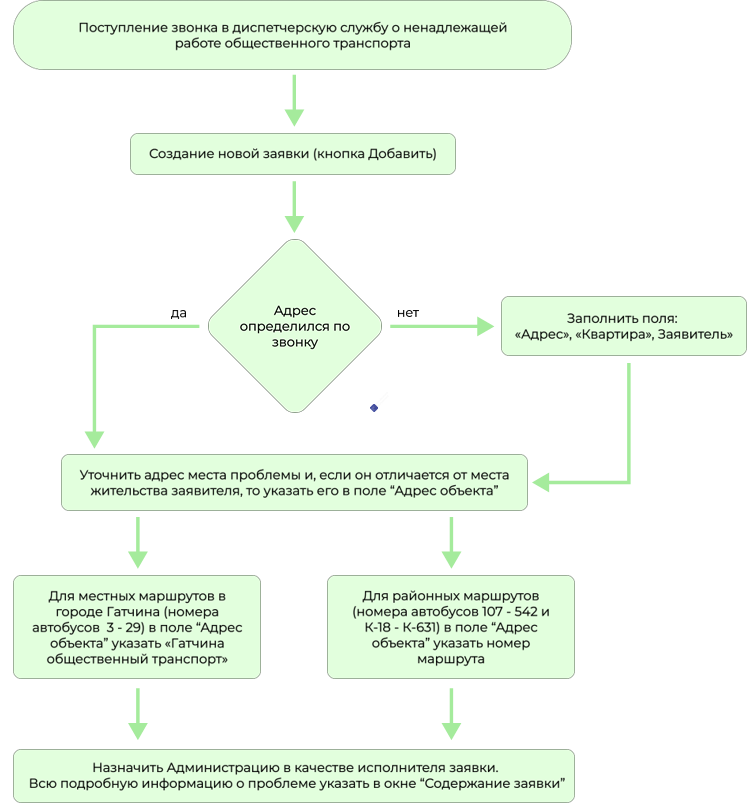 Поступление звонка в диспетчерскую службу о ненадлежащей
работе общественного транспорта
Создание новой заявки (кнопка Добавить)
Адрес
определился по
звонку
да
нет
Заполнить поля:
«Адрес», «Квартира», Заявитель»
Уточнить адрес места проблемы и, если он отличается от места
жительства заявителя, то указать его в поле “Адрес объекта”
Для местных маршрутов в
городе Гатчина (номера
автобусов 3 - 29) в поле “Адрес
объекта” указать «Гатчина
общественный транспорт»
Для районных маршрутов
(номера автобусов 107 - 542 и
К-18 - К-631) в поле “Адрес
объекта” указать номер
маршрута
Назначить Администрацию в качестве исполнителя заявки.
Всю подробную информацию о проблеме указать в окне “Содержание заявки”